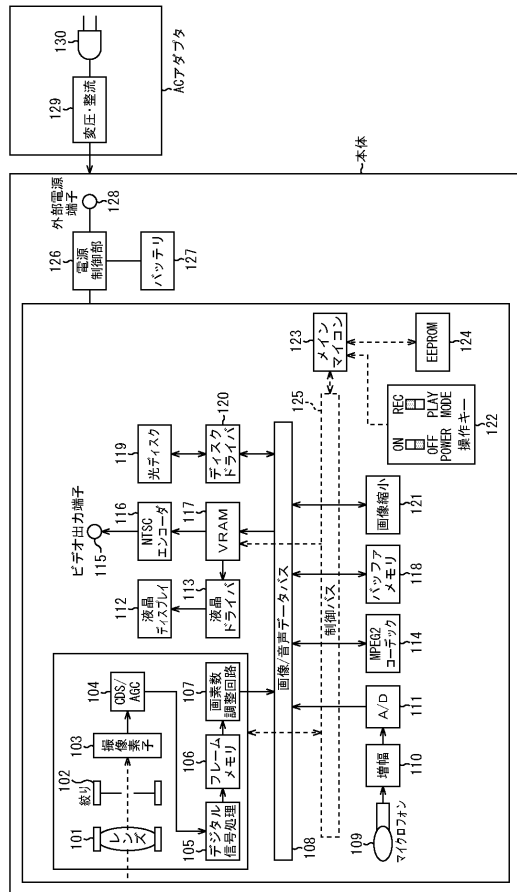 101
レンズ
102
絞り
103
撮像素子
104
CDS/
AGC
105
デジタル
信号処理
106
フレーム
メモリ
107
画素数
調整回路
112
液晶
ディスプレイ
113
液晶
ドライバ
ビデオ出力端子
115
116
NTSC
エンコーダ
117
VRAM
119
光ディスク
120
ディスク
ドライバ
108
画像/音声データバス
制御バス
125
109
マイクロフォン
110
増幅
111
A/D
114
MPEG2
コーデック
118
バッファ
メモリ
121
画像縮小
123
メイン
マイコン
124
EEPROM
ON
OFF
POWER
REC
PLAY
MODE
操作キー
122
126
電源
制御部
127
バッテリ
外部電源
端子
128
本体
129
変圧・整流
130
ACアダプタ